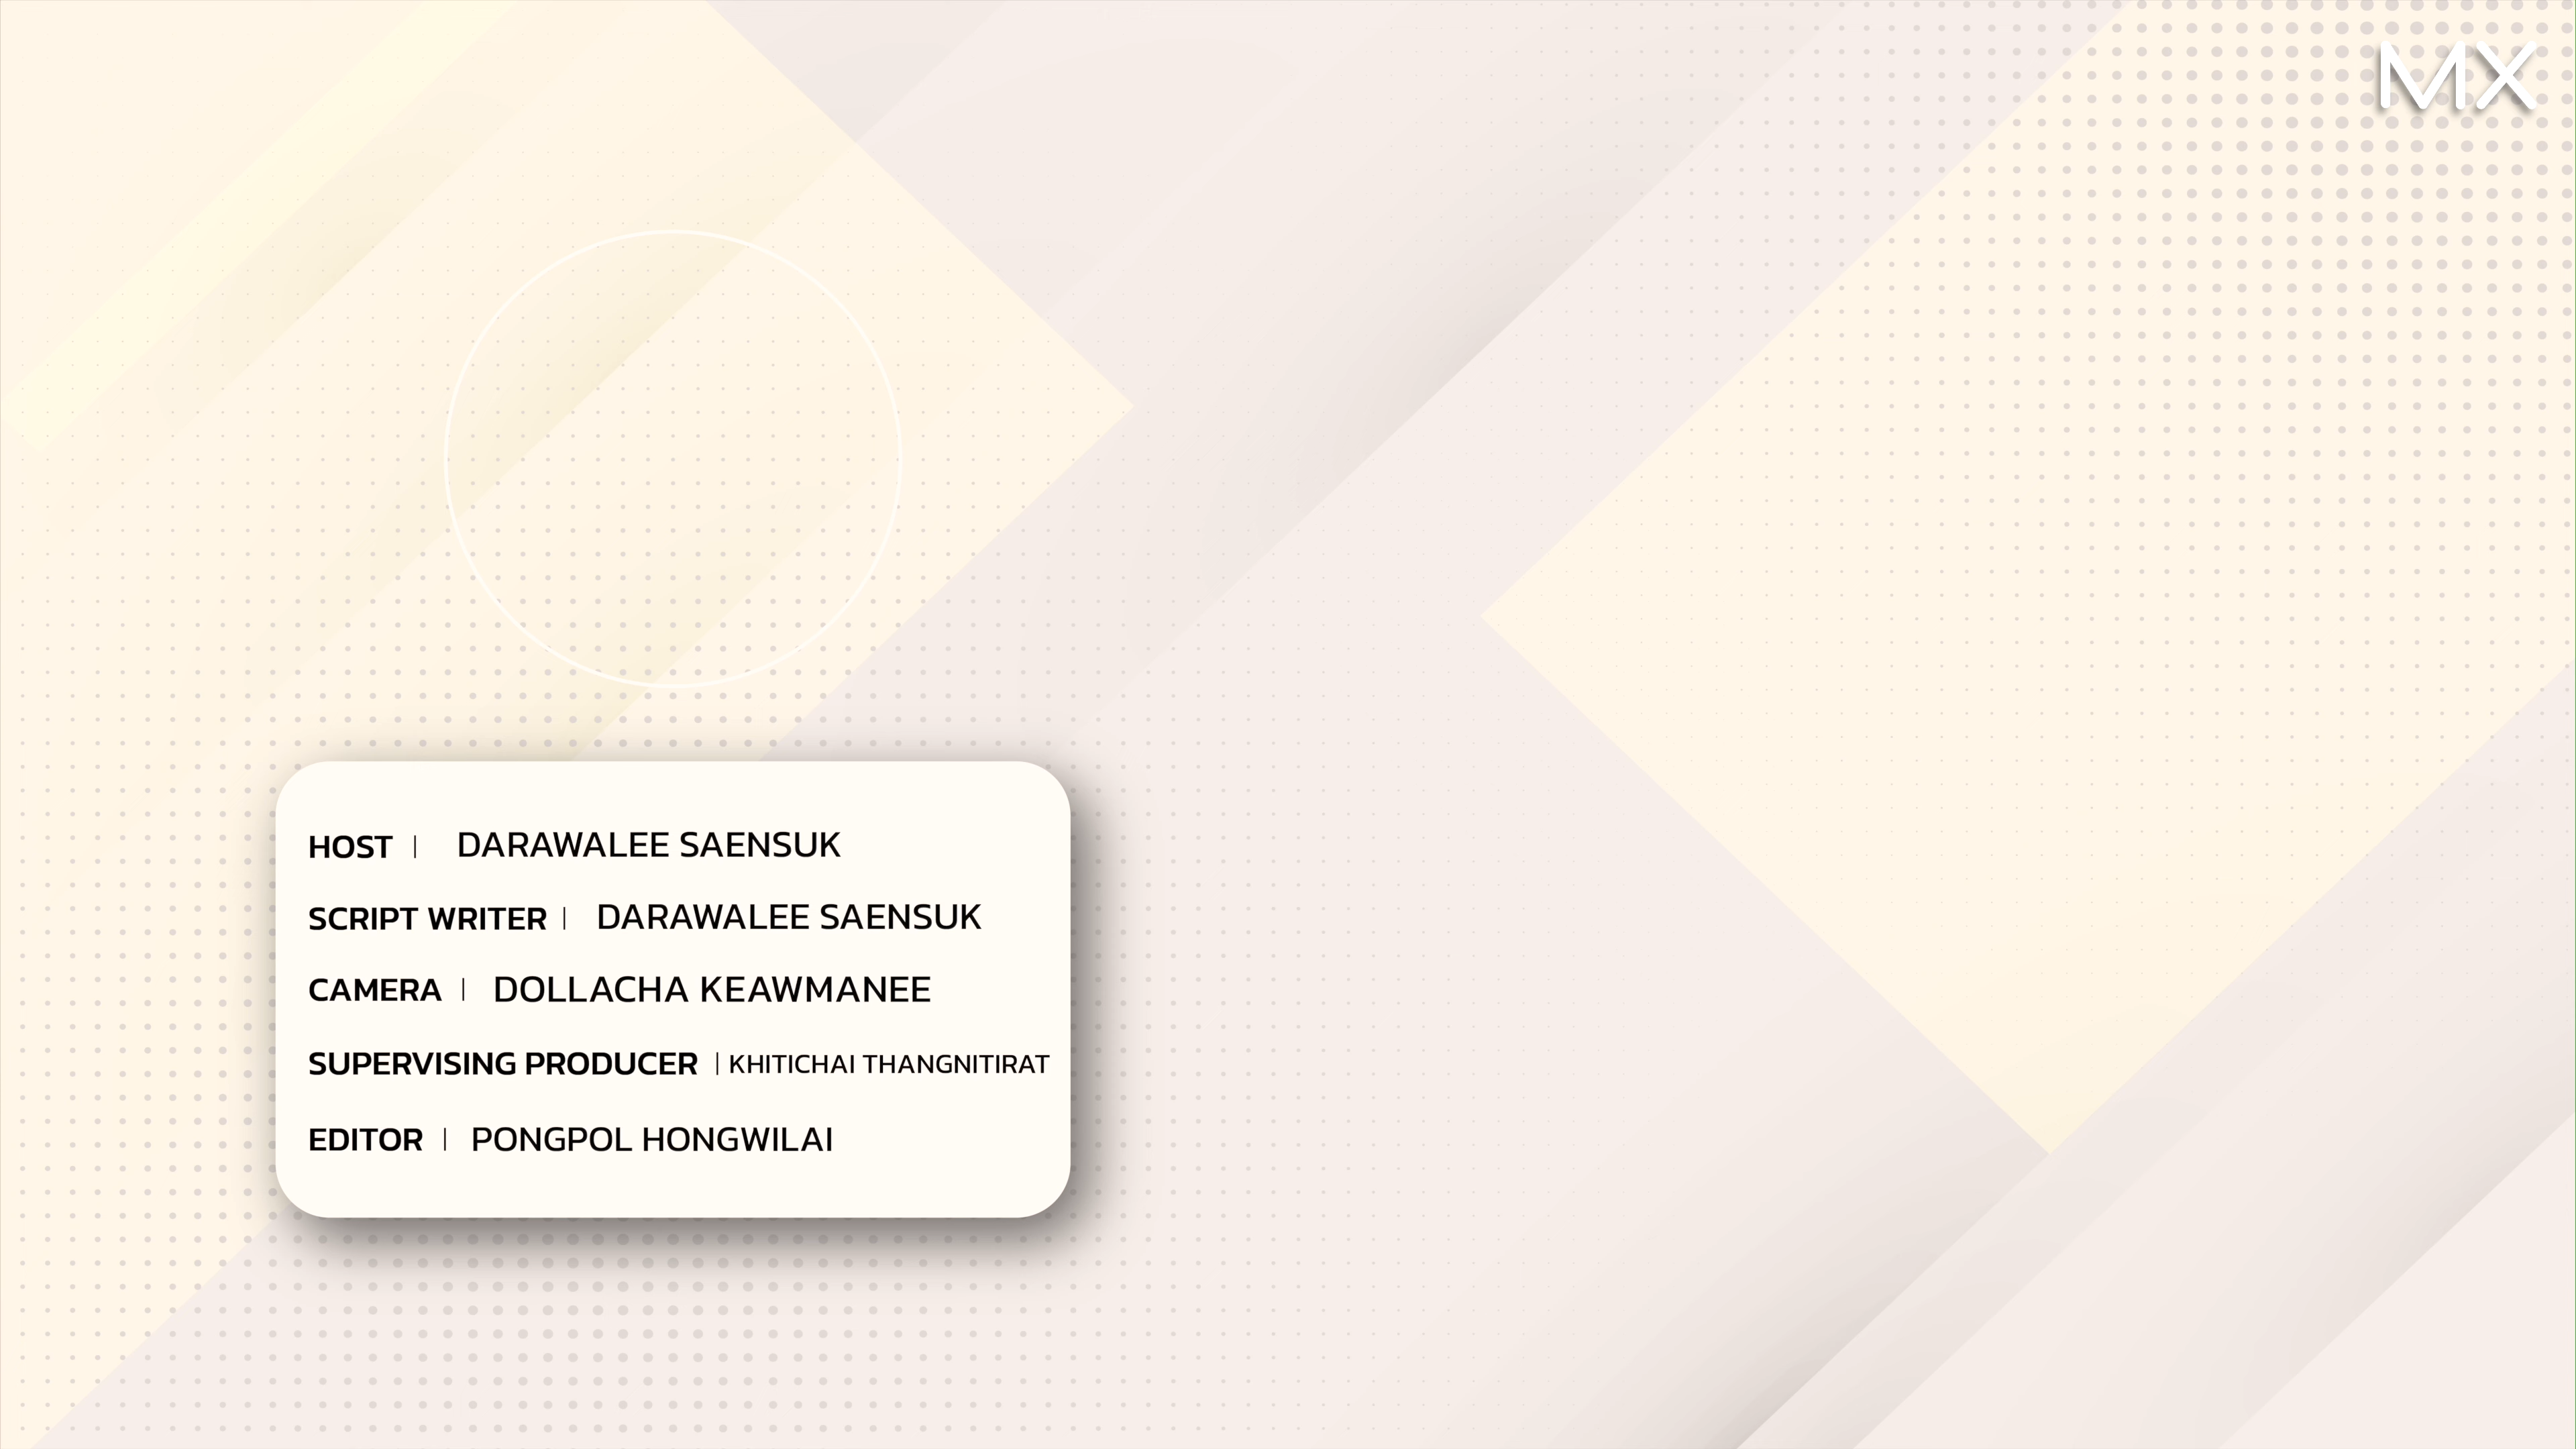 MX
HOST | DARAWALEE SAENSUK
SCRIPT WRITER | DARAWALEE SAENSUK
CAMERA | DOLLACHA KEAWMANEE
SUPERVISING PRODUCER | KHITICHAI THANGNITIRAT
EDITOR | PONGPOL HONGWILAI